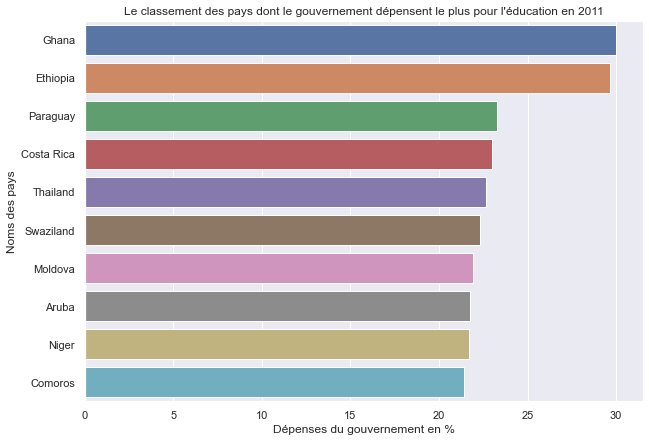 Le classement des pays dont le gouvernement dépensent le plus pour l'éducation en 2011
Noms des pays
Ghana
Ethiopia
Paraguay
Costa Rica
Thailand
Swaziland
Moldova
Aruba
Niger
Comoros
0 5 10 15 20 25 30
Dépenses du gouvernement en %